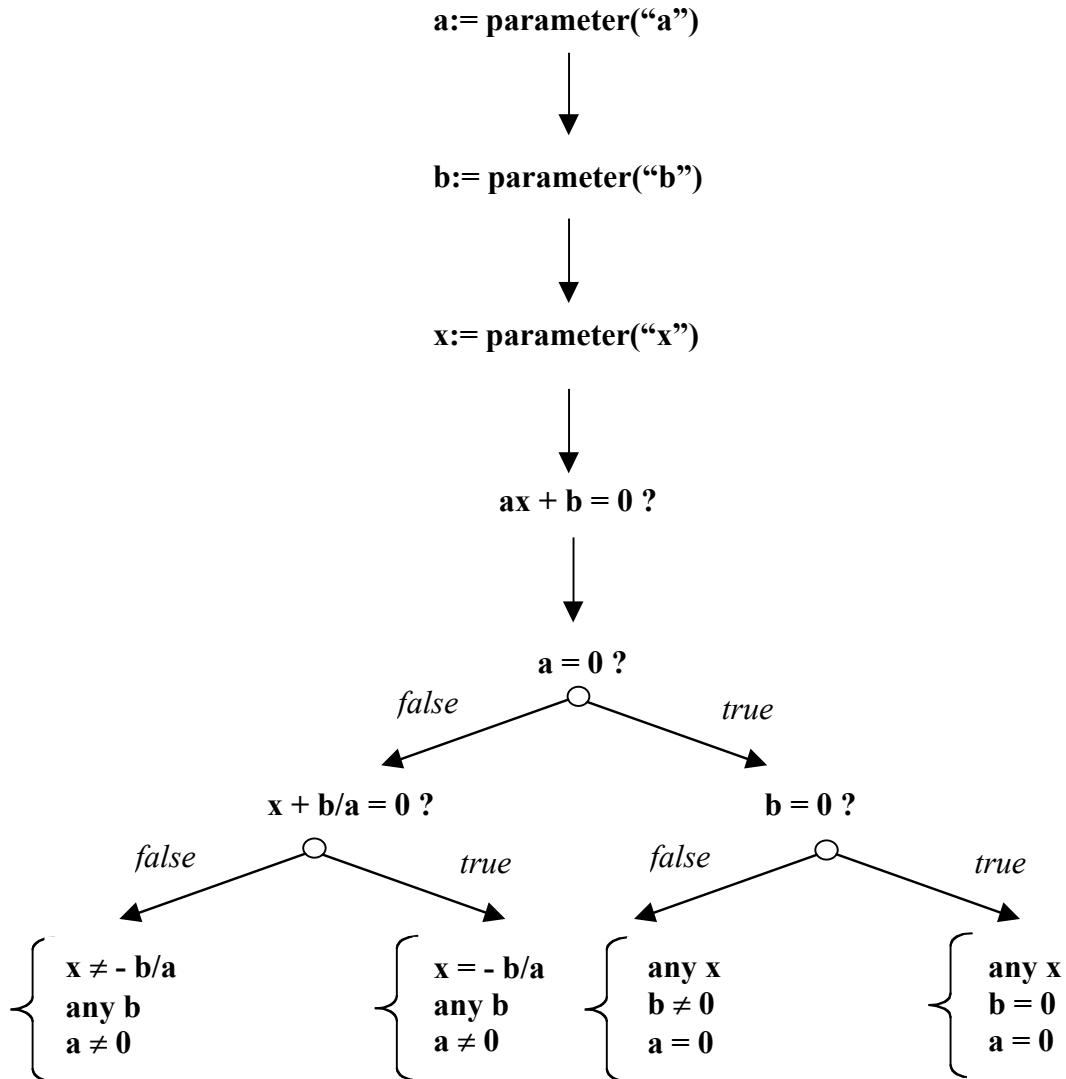 a:= parameter(“a”)
b:= parameter(“b”)
x:= parameter(“x”)
ax + b = 0 ?
a = 0 ?
false
true
x + b/a = 0 ?
b = 0 ?
false
true
false
true
x ≠ - b/a
any b
a ≠ 0
x = - b/a
any b
a ≠ 0
any x
b ≠ 0
a = 0
any x
b = 0
a = 0